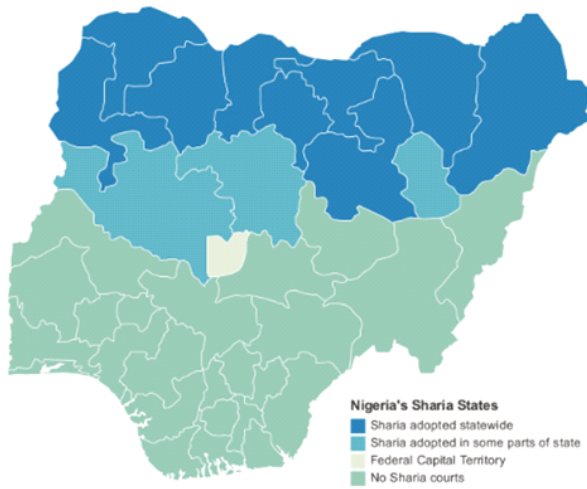 Nigeria's Sharia States
Sharia adopted statewide
Sharia adopted in some parts of state
Federal Capital Territory
No Sharia courts